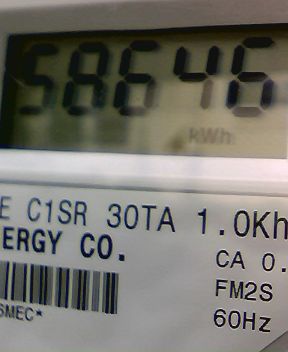 58646
kWh
E C1SR 30TA 1.0Kh
ERGY CO.
CA 0.
FM2S
SMEC*
60Hz